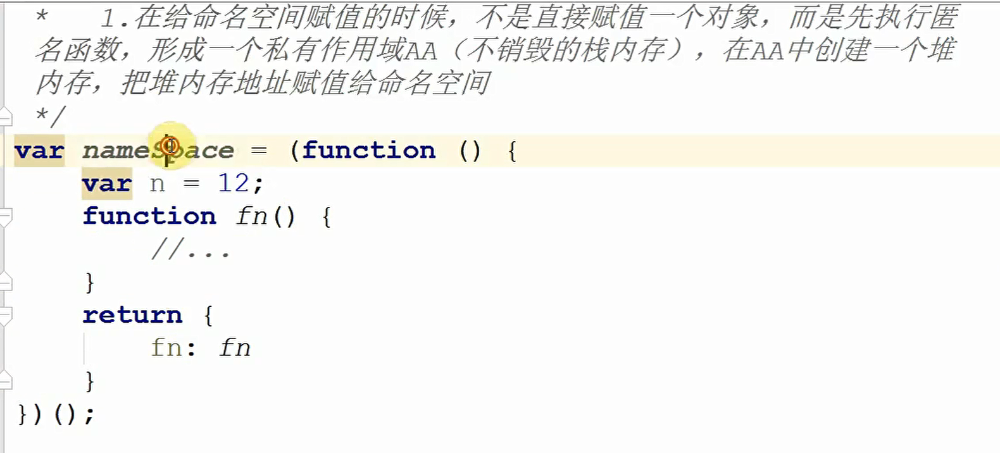 *   1.在给命名空间赋值的时候，不是直接赋值一个对象，而是先执行匿
名函数，形成一个私有作用域AA（不销毁的栈内存），在AA中创建一个堆
内存，把堆内存地址赋值给命名空间
*/
var nameSpace = (function () {
    var n = 12;
    function fn() {
        //...
    }
    return {
        fn: fn
    }
})();